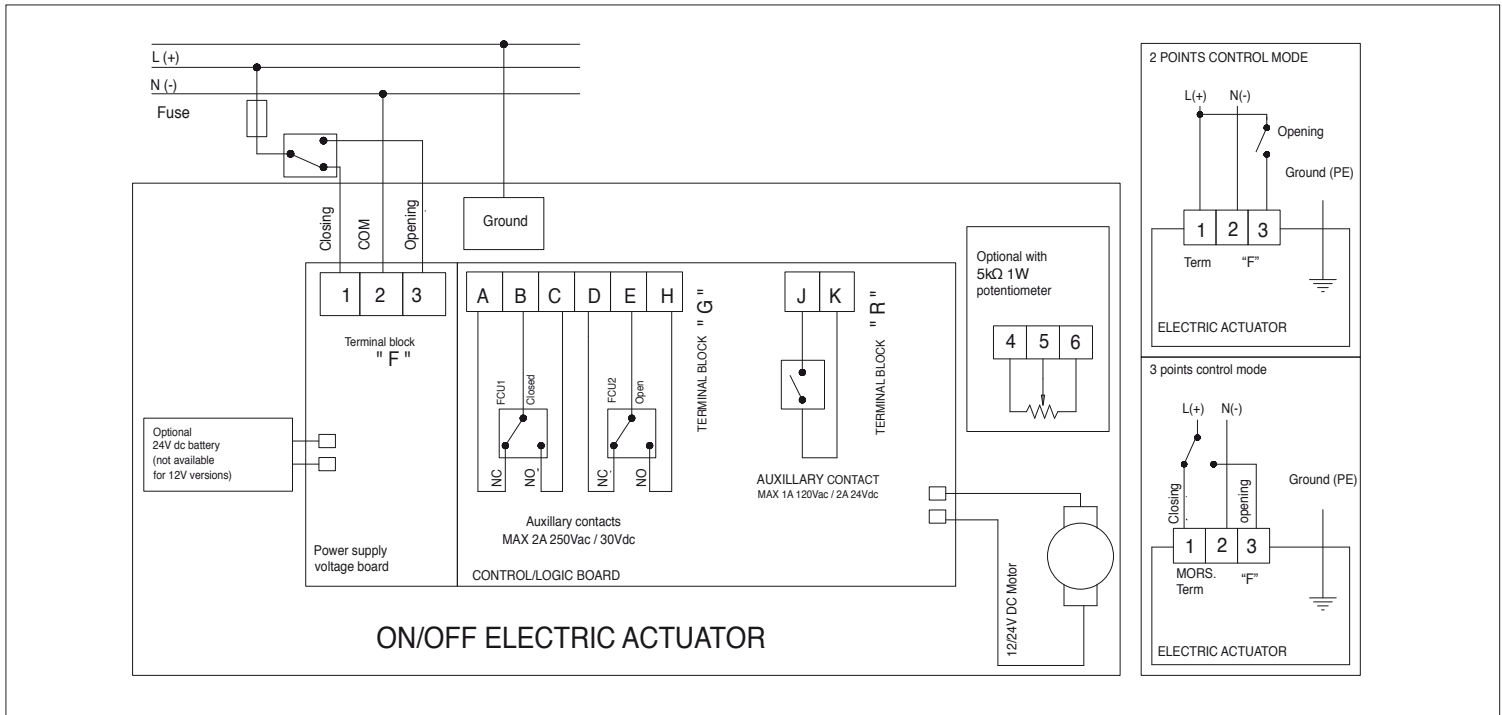 L (+)
N (-)
Fuse
Closing
COM
Opening
Ground
1 2 3
Terminal block
" F "
A B C D E H
TERMINAL BLOCK " G "
FCU1
Closed
FCU2
Open
NC
NO
NC
NO
Auxillary contacts
MAX 2A 250Vac / 30Vdc
J K
TERMINAL BLOCK " R "
AUXILLARY CONTACT
MAX 1A 120Vac / 2A 24Vdc
Optional with
5kΩ 1W
potentiometer
4 5 6
Optional
24V dc battery
(not available
for 12V versions)
Power supply
voltage board
CONTROL/LOGIC BOARD
12/24V DC Motor
ON/OFF ELECTRIC ACTUATOR
2 POINTS CONTROL MODE
L(+) N(-)
Opening
Ground (PE)
1 2 3
Term "F"
ELECTRIC ACTUATOR
3 points control mode
L(+) N(-)
Closing
opening
Ground (PE)
1 2 3
MORS.
Term "F"
ELECTRIC ACTUATOR